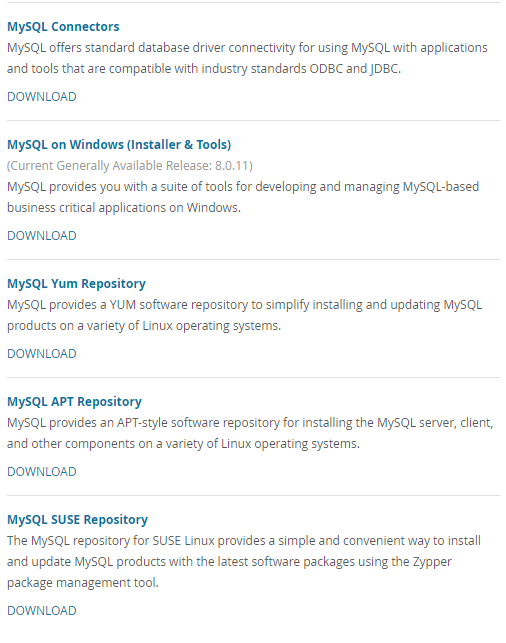 MySQL Connectors
MySQL offers standard database driver connectivity for using MySQL with applications
and tools that are compatible with industry standards ODBC and JDBC.
DOWNLOAD
MySQL on Windows (Installer & Tools)
(Current Generally Available Release: 8.0.11)
MySQL provides you with a suite of tools for developing and managing MySQL-based
business critical applications on Windows.
DOWNLOAD
MySQL Yum Repository
MySQL provides a YUM software repository to simplify installing and updating MySQL
products on a variety of Linux operating systems.
DOWNLOAD
MySQL APT Repository
MySQL provides an APT-style software repository for installing the MySQL server, client,
and other components on a variety of Linux operating systems.
DOWNLOAD
MySQL SUSE Repository
The MySQL repository for SUSE Linux provides a simple and convenient way to install
and update MySQL products with the latest software packages using the Zypper
package management tool.
DOWNLOAD